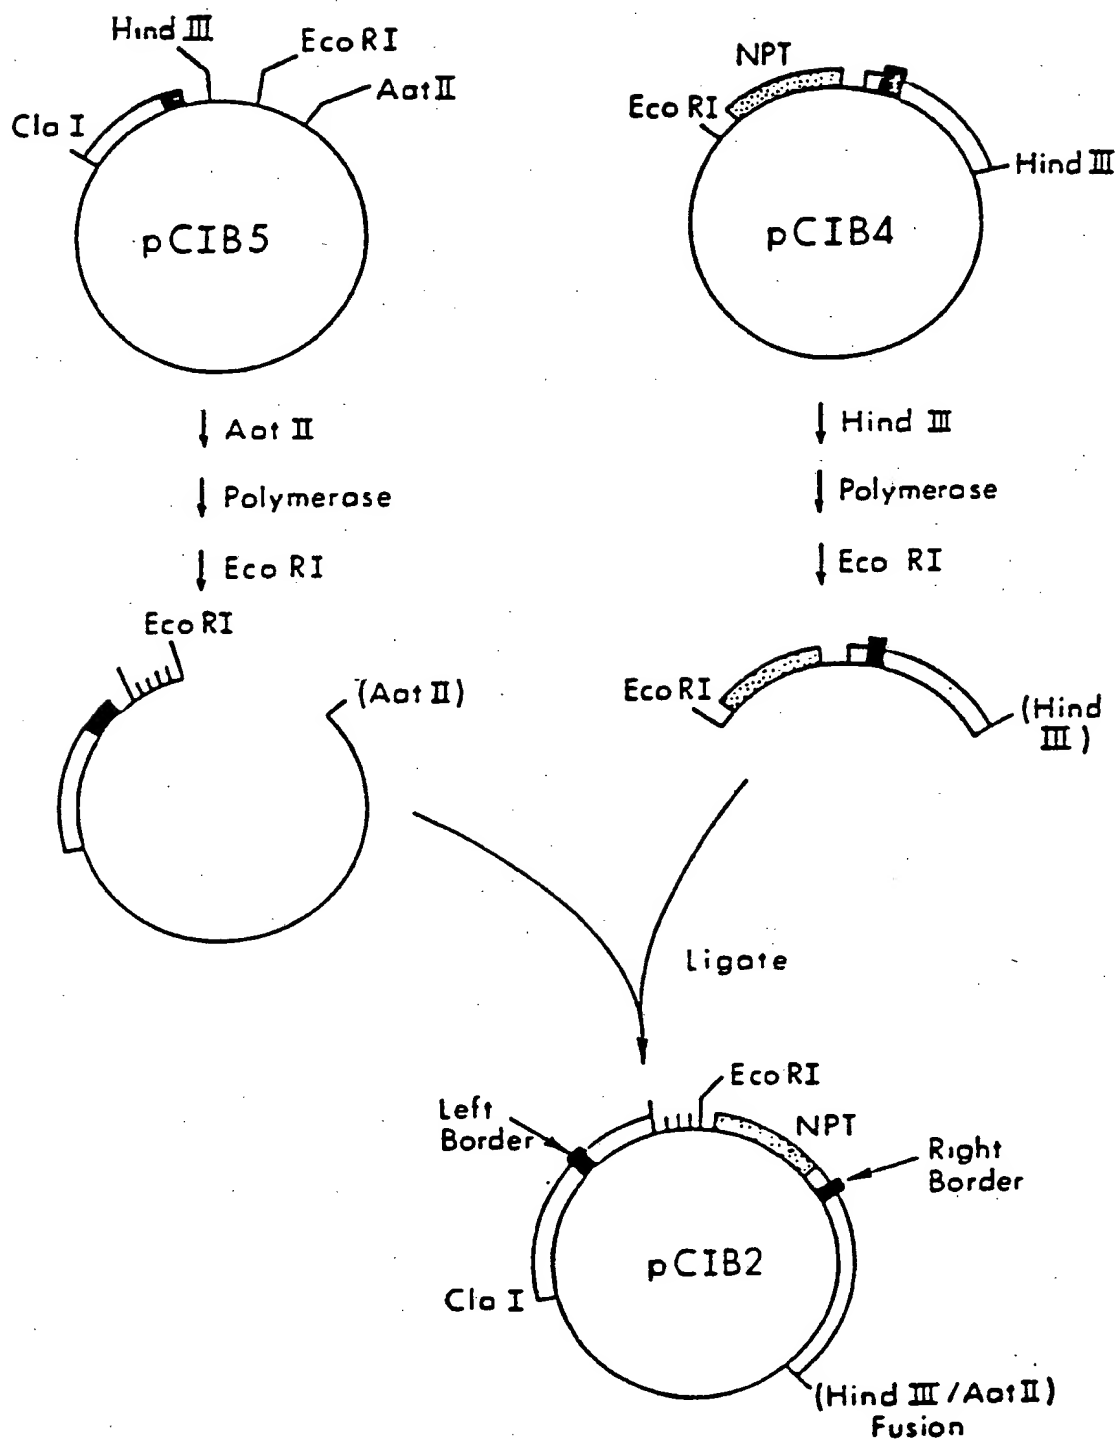 Hind III
Eco RI
Aat II
Cla I
pCIB5
NPT
Eco RI
Hind III
pCIB4
Aat II
Polymerase
Eco RI
Hind III
Polymerase
Eco RI
Eco RI
(Aat II)
Eco RI
(Hind
III)
Ligate
Eco RI
Left
Border
NPT
Right
Border
pCIB2
Cla I
(Hind III/Aat II)
Fusion